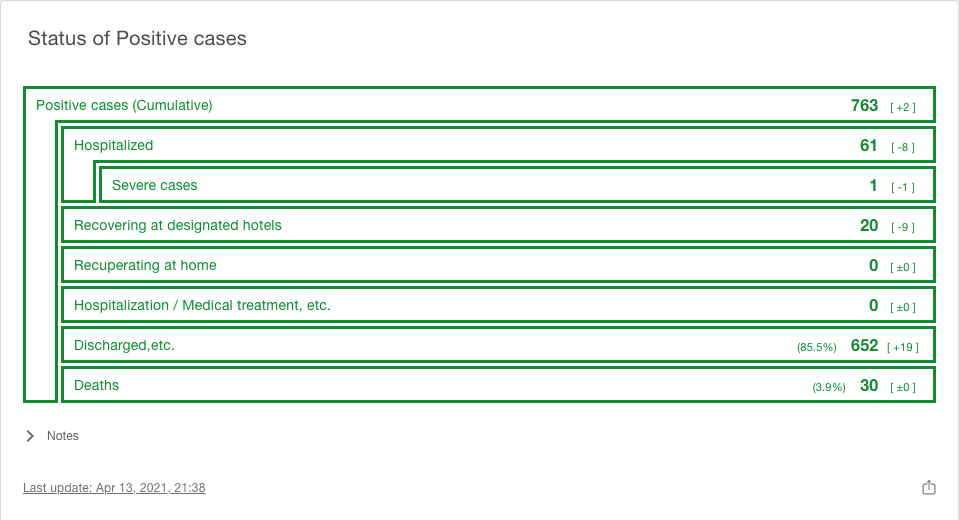 Status of Positive cases
Positive cases (Cumulative) 763 [ +2 ]
Hospitalized 61 [ -8 ]
Severe cases 1 [ -1 ]
Recovering at designated hotels 20 [ -9 ]
Recuperating at home 0 [ ±0 ]
Hospitalization / Medical treatment, etc. 0 [ ±0 ]
Discharged,etc. (85.5%) 652 [ +19 ]
Deaths (3.9%) 30 [ ±0 ]
Notes
Last update: Apr 13, 2021, 21:38